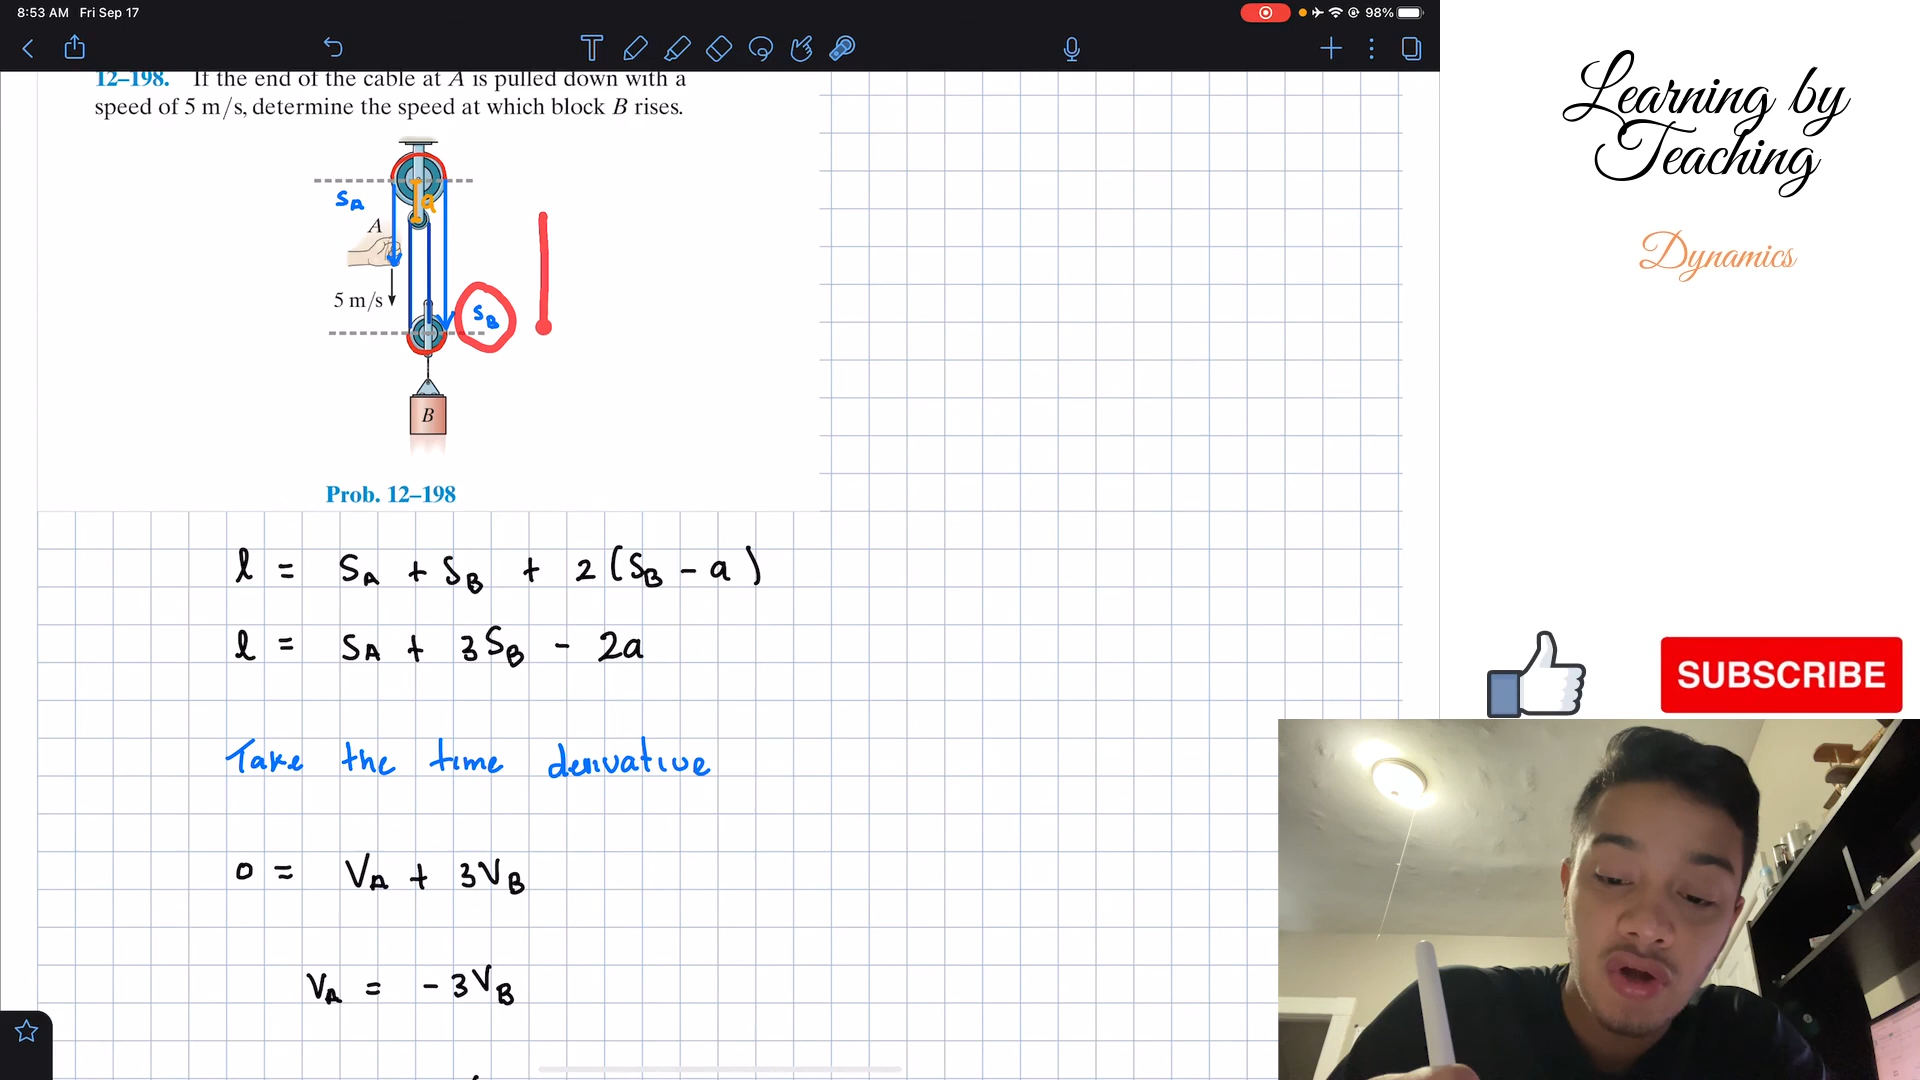 8:53 AM Fri Sep 17
98%
12–198. If the end of the cable at A is pulled down with a
speed of 5 m/s, determine the speed at which block B rises.
SA
a
A
5 m/s
SB
B
Prob. 12–198
l = SA + SB + 2(SB - a)
l = SA + 3SB - 2a
Take the time derivative
0 = VA + 3VB
VA = -3VB
Learning by
Teaching
Dynamics
SUBSCRIBE